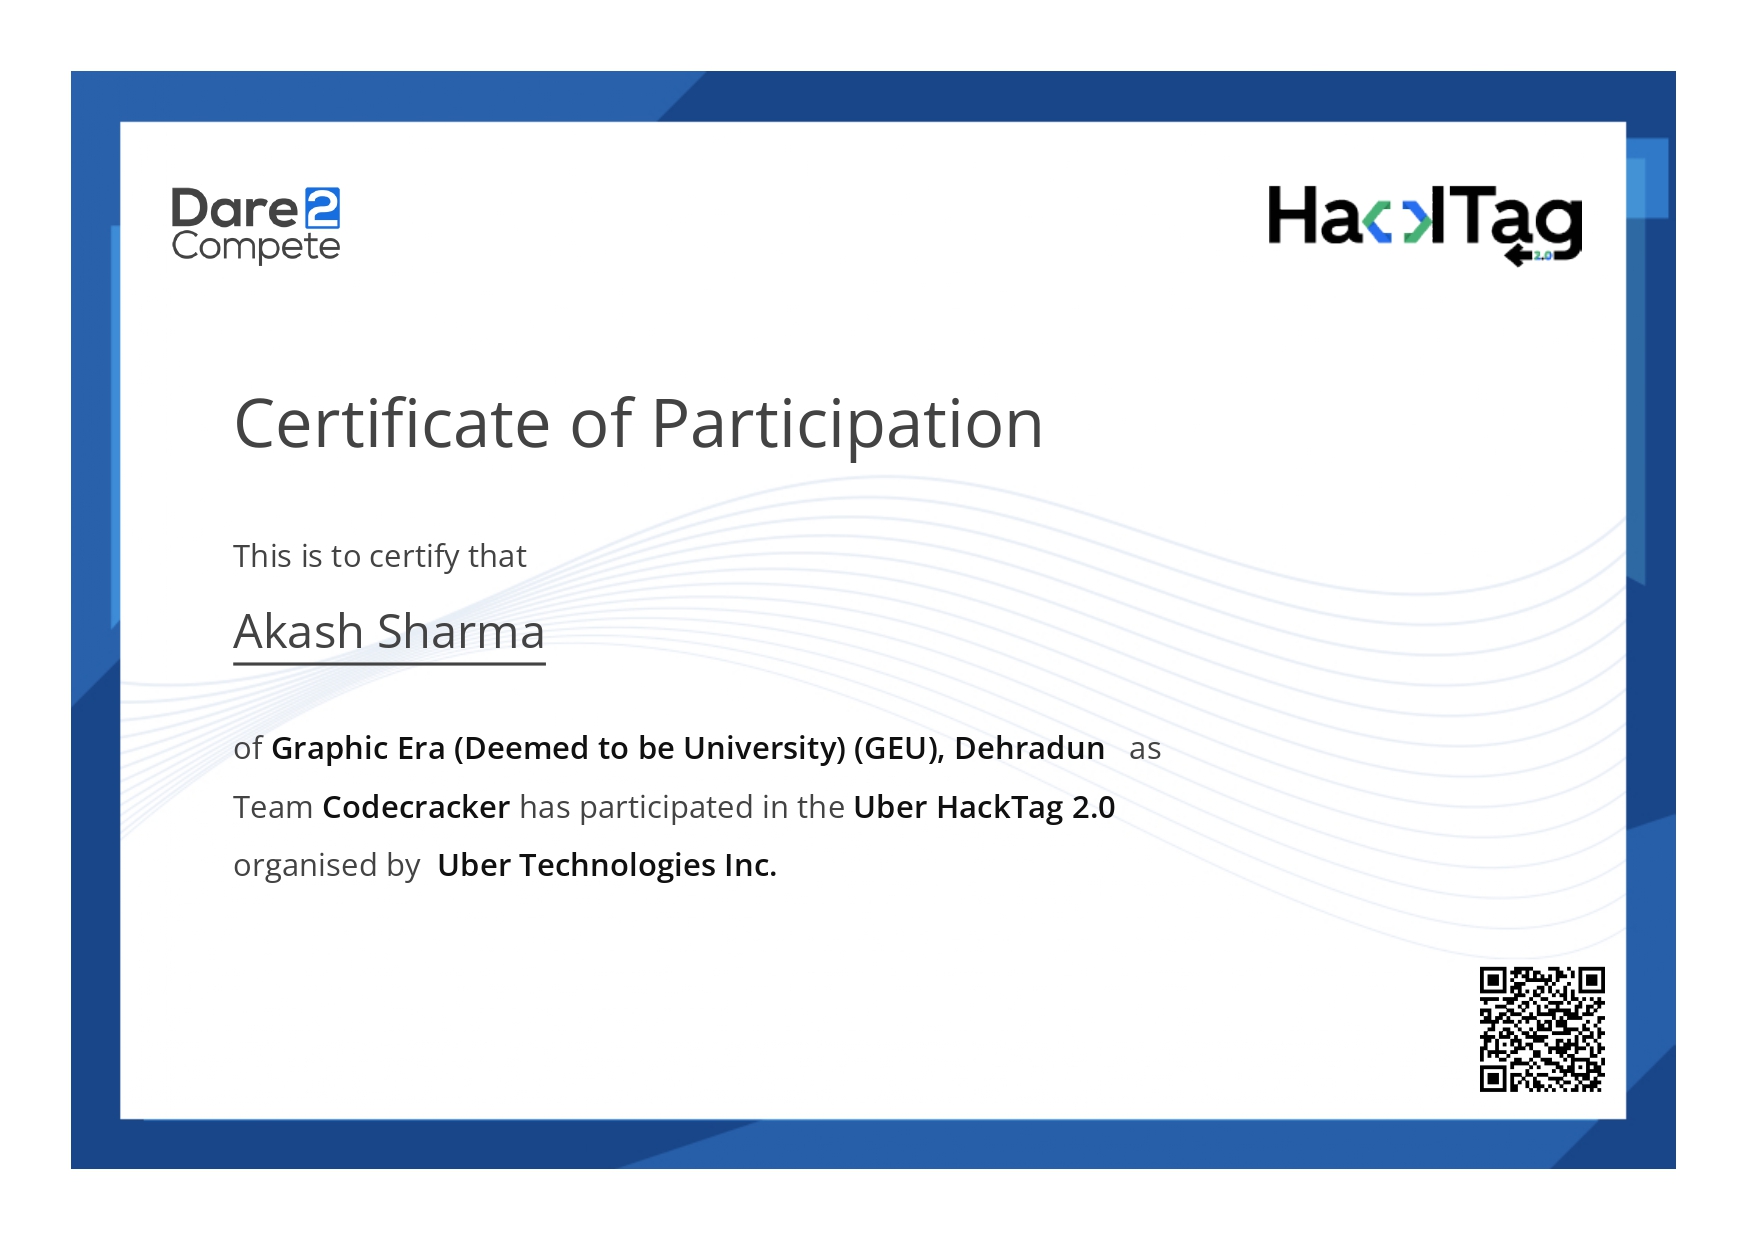 Dare2
Compete
HackTag
2.0
Certificate of Participation
This is to certify that
Akash Sharma
of Graphic Era (Deemed to be University) (GEU), Dehradun as
Team Codecracker has participated in the Uber HackTag 2.0
organised by Uber Technologies Inc.